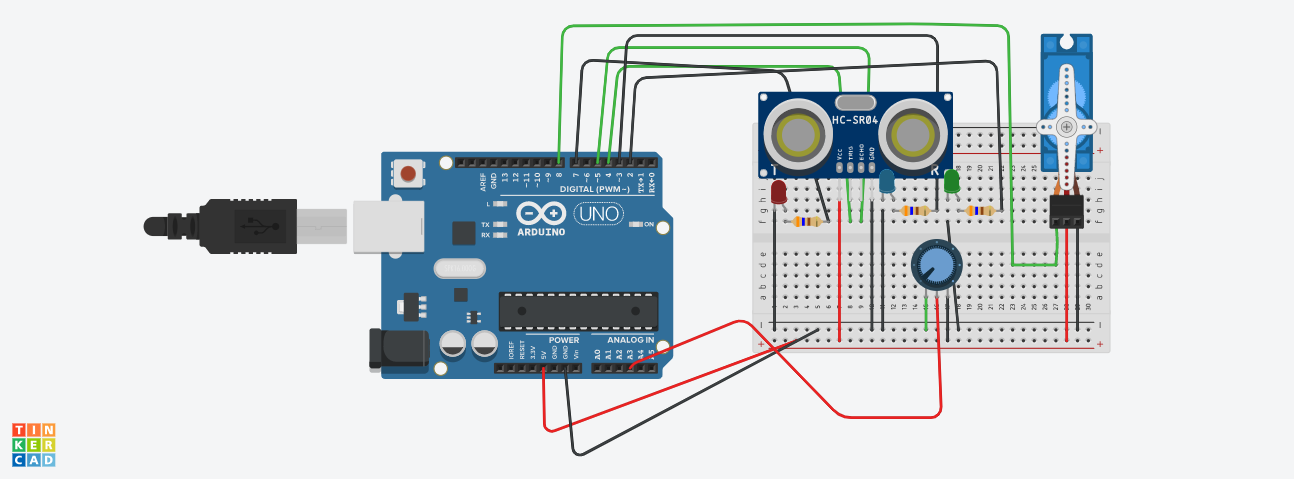 HC-SR04
VCC
TRIG
ECHO
GND
T
R
AREF
GND
13
12
~11
~10
~9
8
7
~6
~5
4
~3
2
TX→1
RX←0
DIGITAL (PWM~)
L
TX
RX
ARDUINO
UNO
ON
POWER
ANALOG IN
IOREF
RESET
3.3V
5V
GND
GND
Vin
A0
A1
A2
A3
A4
A5
TIN
KER
CAD